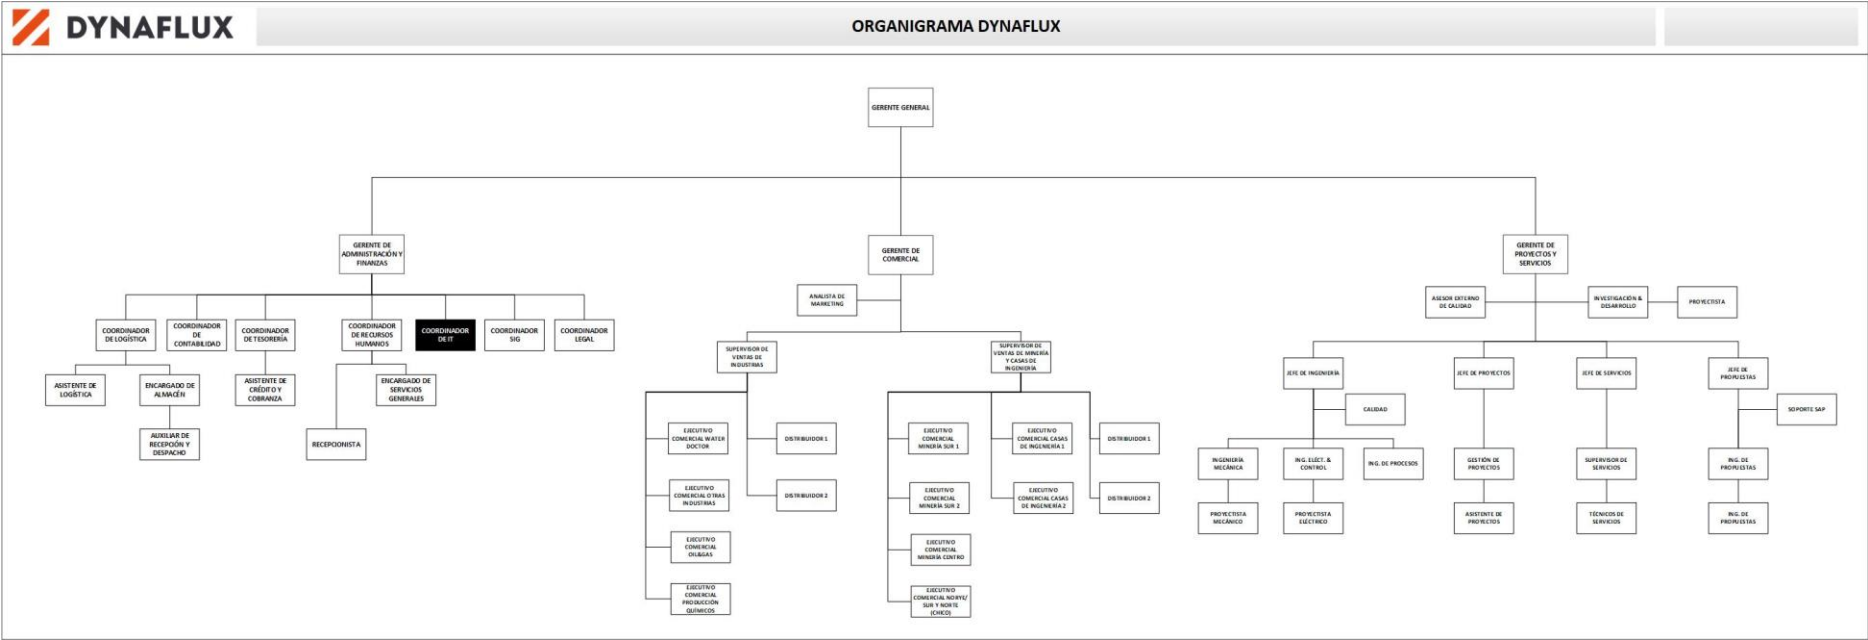 DYNAFLUX
ORGANIGRAMA DYNAFLUX
GERENTE GENERAL
GERENTE DE
ADMINISTRACIÓN Y
FINANZAS
GERENTE DE
COMERCIAL
GERENTE DE
PROYECTOS Y
SERVICIOS
ANALISTA DE
MARKETING
ASESOR EXTERNO
DE CALIDAD
INVESTIGACIÓN &
DESARROLLO
PROYECTISTA
COORDINADOR
DE LOGÍSTICA
COORDINADOR
DE
CONTABILIDAD
COORDINADOR
DE TESORERÍA
COORDINADOR
DE RECURSOS
HUMANOS
COORDINADOR
DE IT
COORDINADOR
SIG
COORDINADOR
LEGAL
SUPERVISOR DE
VENTAS DE
INDUSTRIAS
SUPERVISOR DE
VENTAS DE MINERÍA
Y CASAS DE
INGENIERÍA
JEFE DE INGENIERÍA
JEFE DE PROYECTOS
JEFE DE SERVICIOS
JEFE DE
PROPUESTAS
ASISTENTE DE
LOGÍSTICA
ENCARGADO DE
ALMACÉN
ASISTENTE DE
CRÉDITO Y
COBRANZA
ENCARGADO DE
SERVICIOS
GENERALES
CALIDAD
SOPORTE SAP
AUXILIAR DE
RECEPCIÓN Y
DESPACHO
RECEPCIONISTA
EJECUTIVO
COMERCIAL WATER
DOCTOR
DISTRIBUIDOR 1
EJECUTIVO
COMERCIAL
MINERÍA SUR 1
EJECUTIVO
COMERCIAL CASAS
DE INGENIERÍA 1
DISTRIBUIDOR 1
INGENIERÍA
MECÁNICA
ING. ELÉCT. &
CONTROL
ING. DE PROCESOS
GESTIÓN DE
PROYECTOS
SUPERVISOR DE
SERVICIOS
ING. DE
PROPUESTAS
EJECUTIVO
COMERCIAL OTRAS
INDUSTRIAS
DISTRIBUIDOR 2
EJECUTIVO
COMERCIAL
MINERÍA SUR 2
EJECUTIVO
COMERCIAL CASAS
DE INGENIERÍA 2
DISTRIBUIDOR 2
PROYECTISTA
MECÁNICO
PROYECTISTA
ELÉCTRICO
ASISTENTE DE
PROYECTOS
TÉCNICOS DE
SERVICIOS
ING. DE
PROPUESTAS
EJECUTIVO
COMERCIAL
OIL&GAS
EJECUTIVO
COMERCIAL
MINERÍA CENTRO
EJECUTIVO
COMERCIAL
PRODUCCIÓN
QUÍMICOS
EJECUTIVO
COMERCIAL NORYE/
SUR Y NORTE
(CHICO)